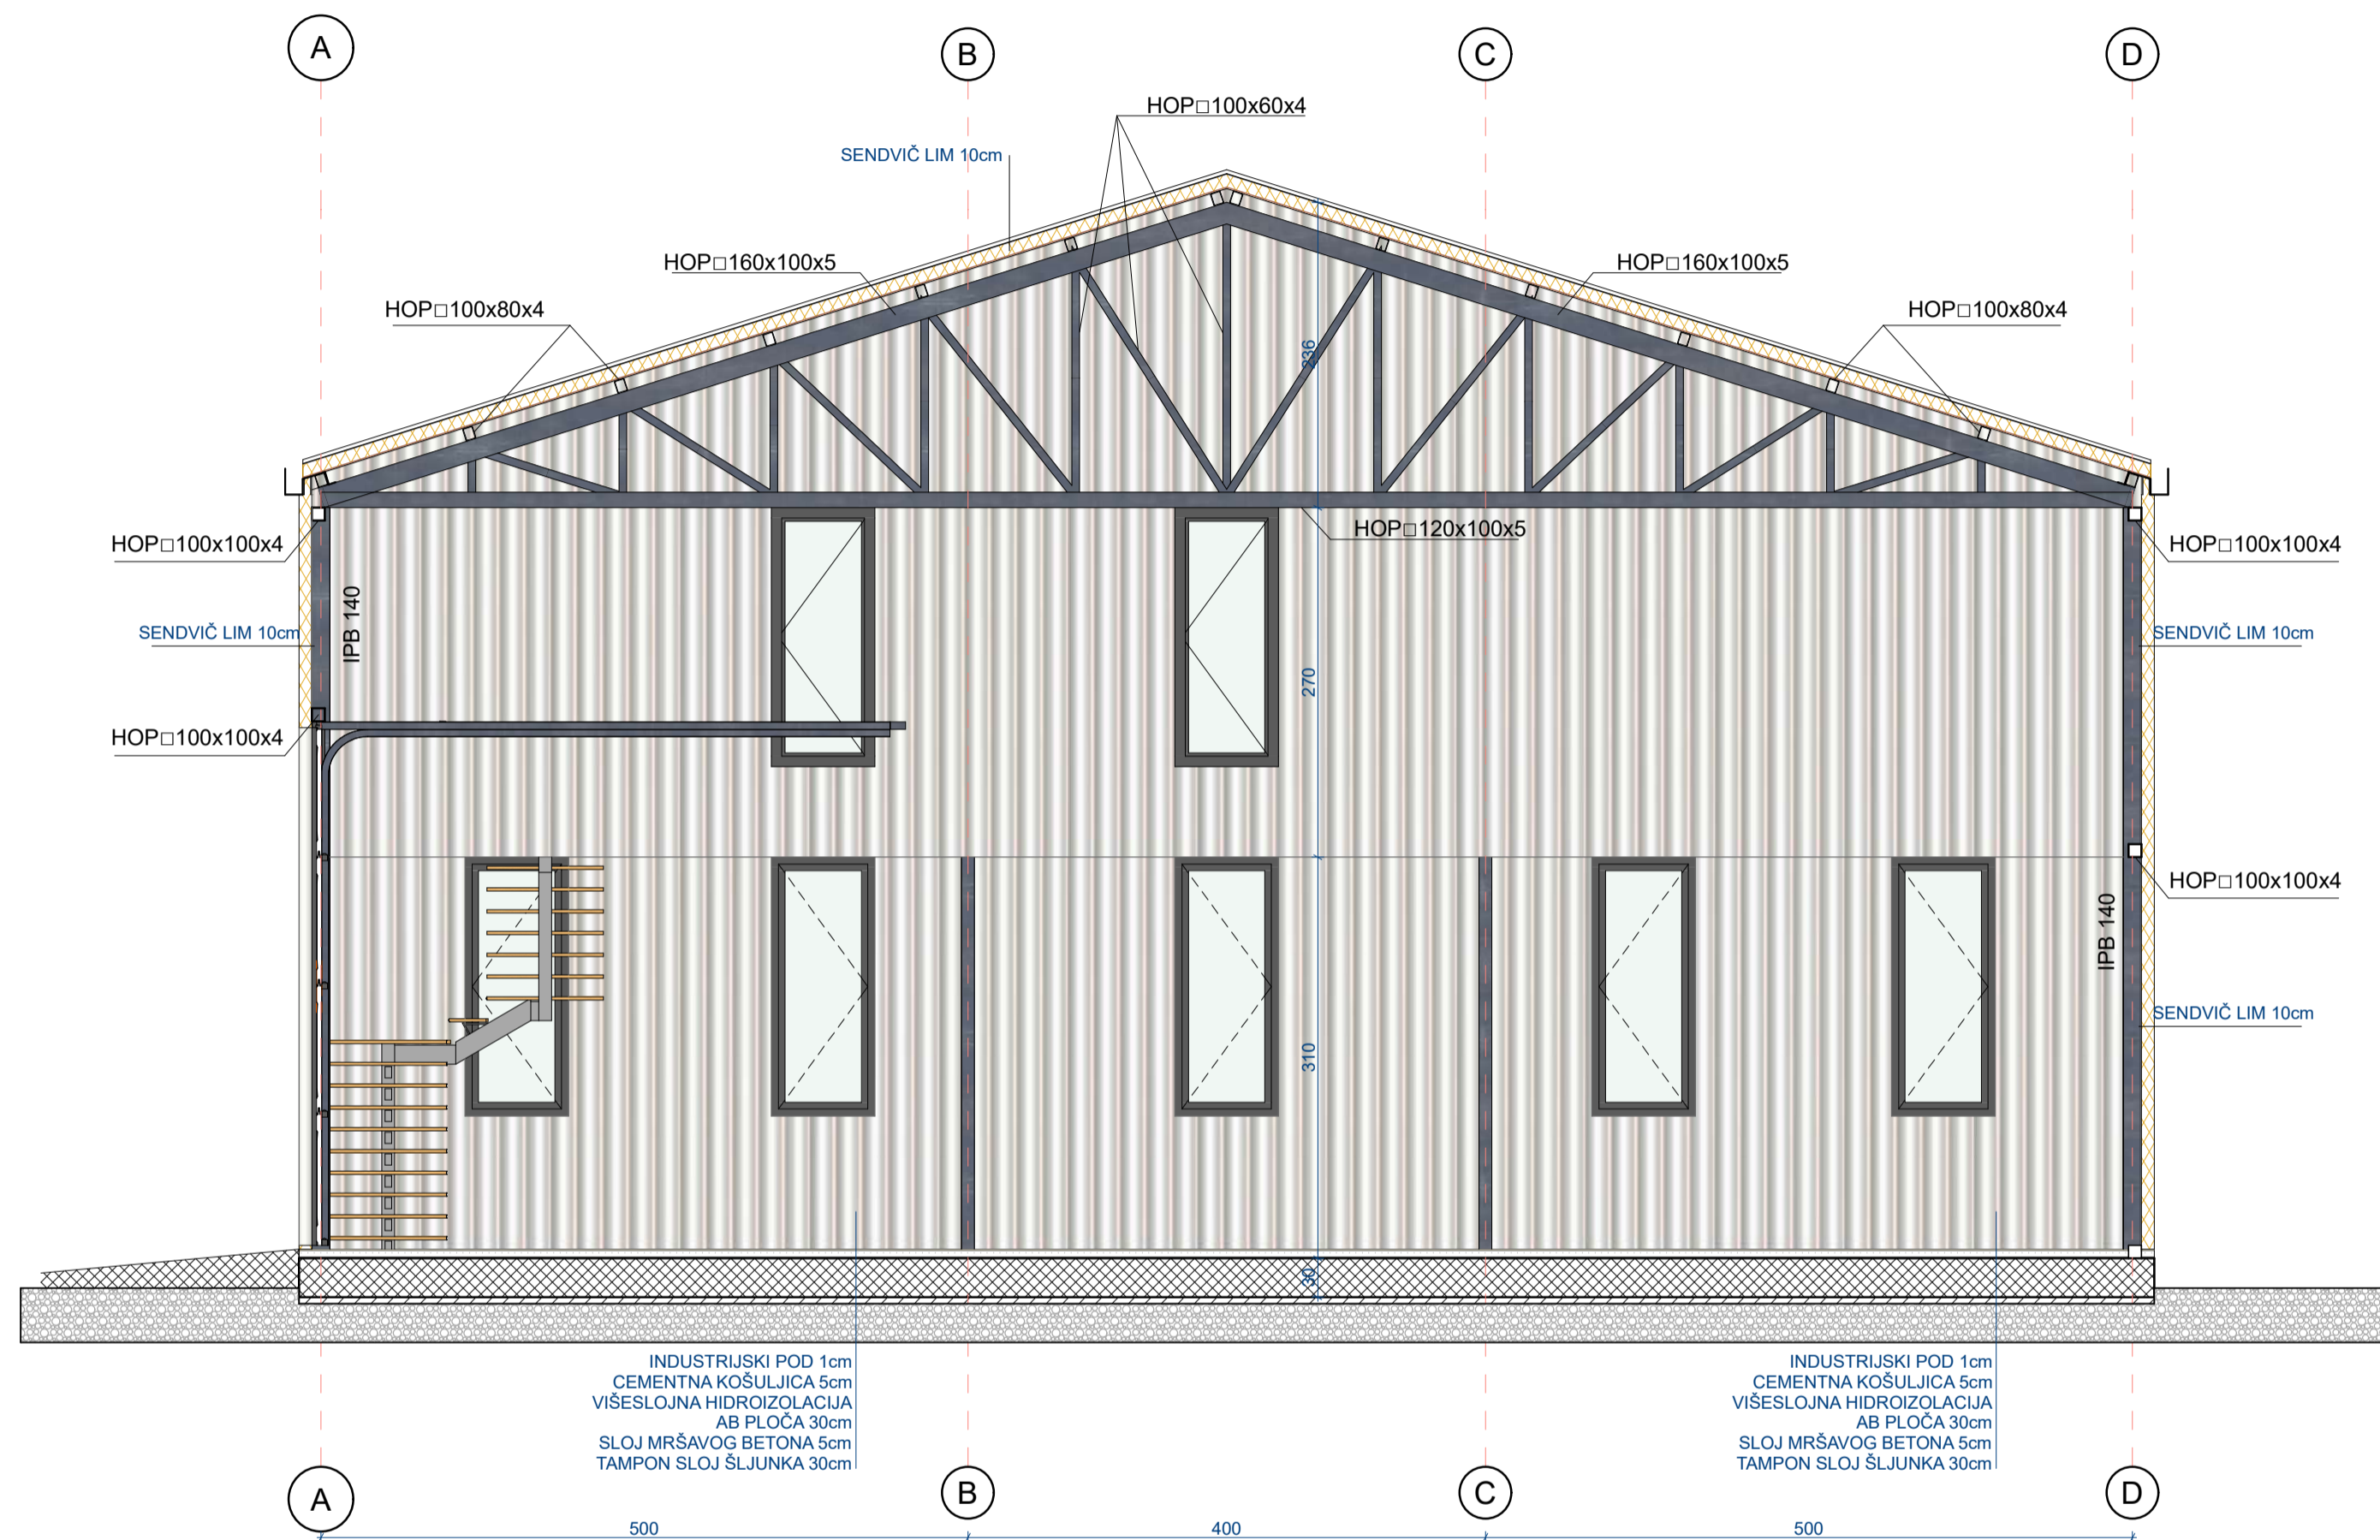 A
B
C
D
HOP□100x60x4
SENDVIČ LIM 10cm
HOP□160x100x5
HOP□160x100x5
HOP□100x80x4
HOP□100x80x4
236
HOP□120x100x5
HOP□100x100x4
HOP□100x100x4
IPB 140
SENDVIČ LIM 10cm
SENDVIČ LIM 10cm
270
HOP□100x100x4
HOP□100x100x4
IPB 140
SENDVIČ LIM 10cm
310
30
INDUSTRIJSKI POD 1cm
CEMENTNA KOŠULJICA 5cm
VIŠESLOJNA HIDROIZOLACIJA
AB PLOČA 30cm
SLOJ MRŠAVOG BETONA 5cm
TAMPON SLOJ ŠLJUNKA 30cm
INDUSTRIJSKI POD 1cm
CEMENTNA KOŠULJICA 5cm
VIŠESLOJNA HIDROIZOLACIJA
AB PLOČA 30cm
SLOJ MRŠAVOG BETONA 5cm
TAMPON SLOJ ŠLJUNKA 30cm
A
B
C
D
500
400
500